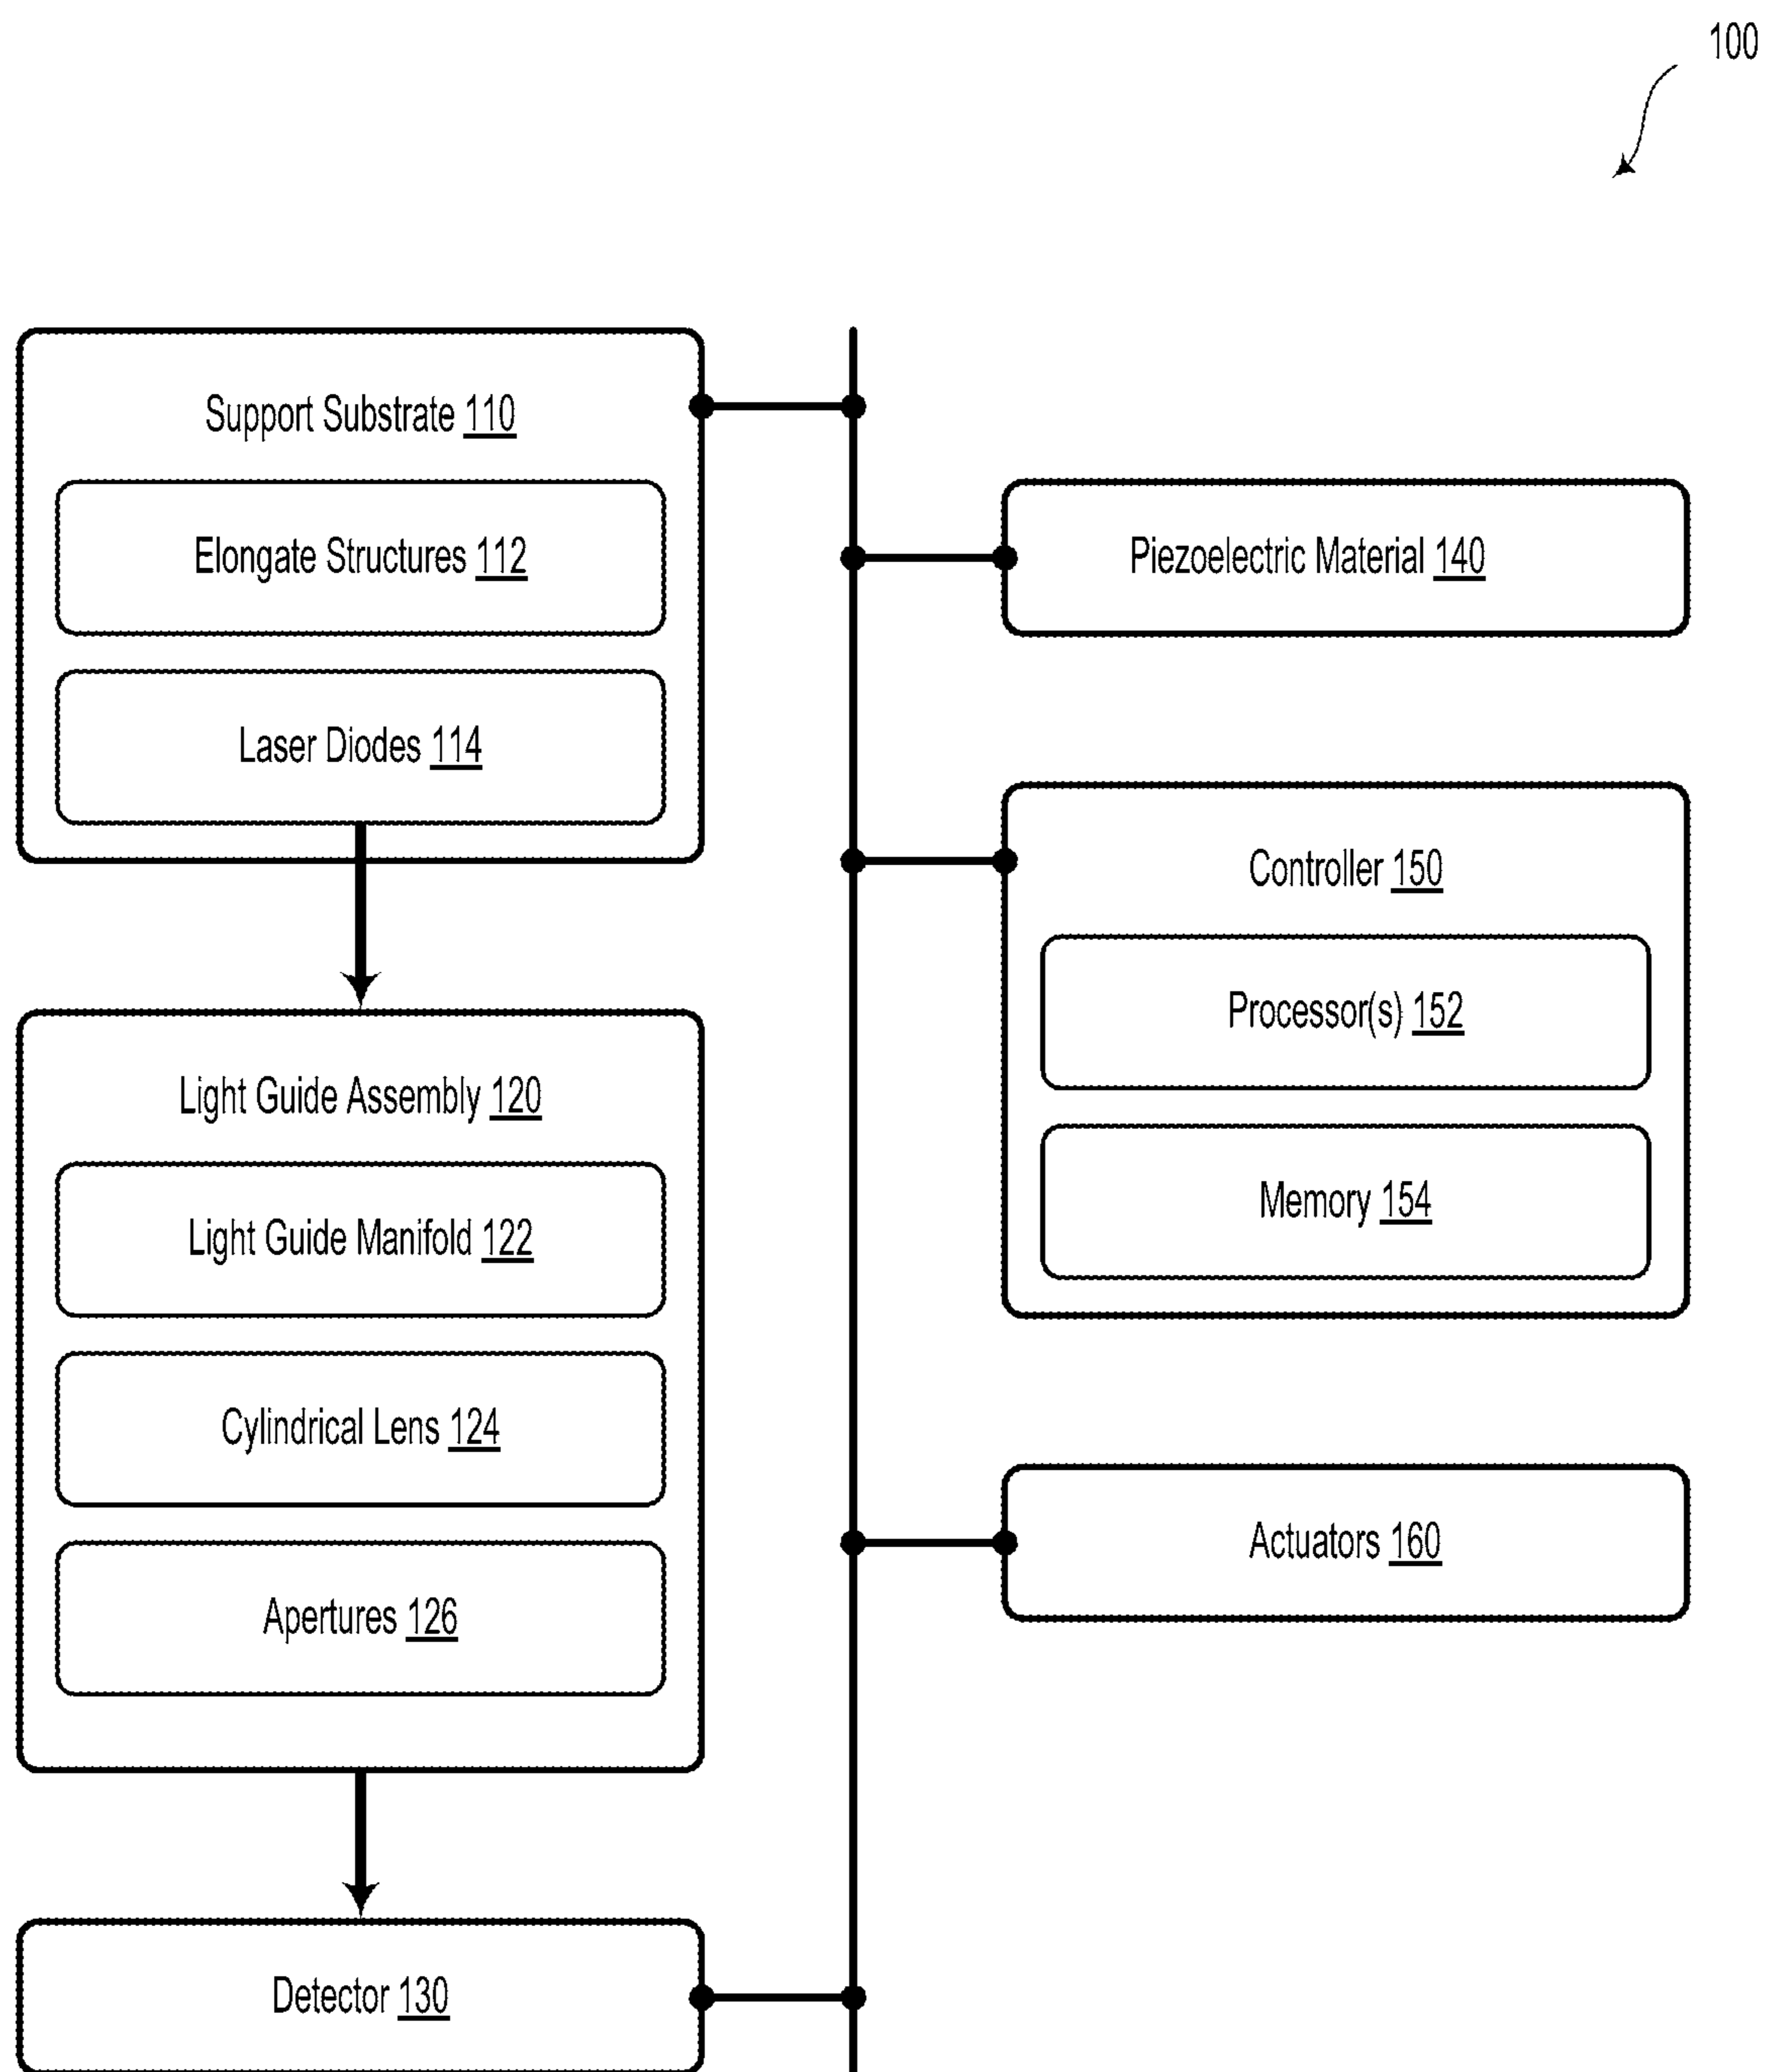 100
Support Substrate 110
Elongate Structures 112
Laser Diodes 114
Light Guide Assembly 120
Light Guide Manifold 122
Cylindrical Lens 124
Apertures 126
Detector 130
Piezoelectric Material 140
Controller 150
Processor(s) 152
Memory 154
Actuators 160